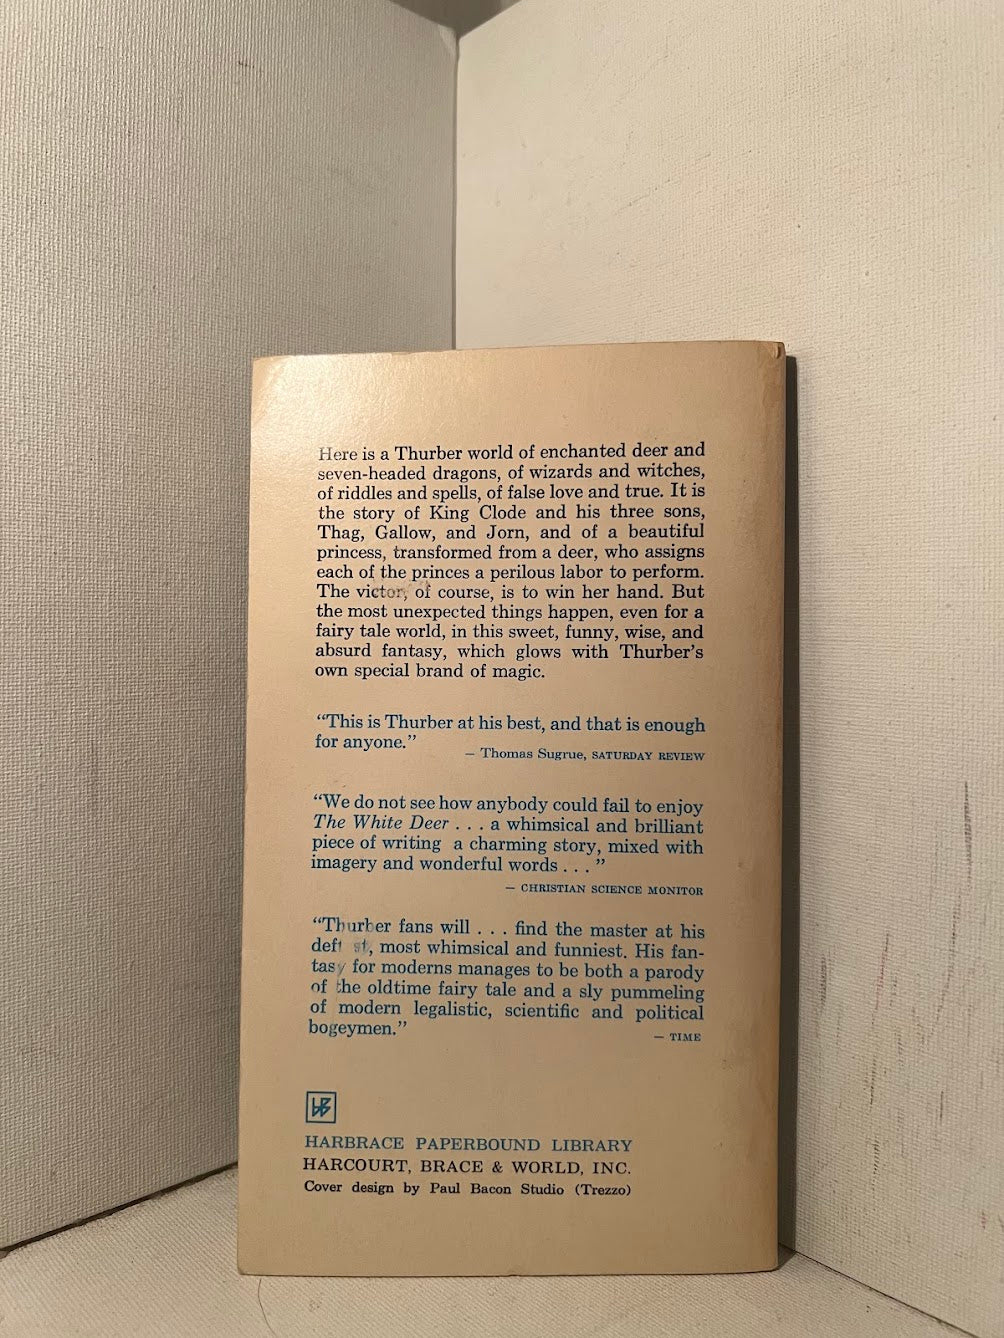 Here is a Thurber world of enchanted deer and
seven-headed dragons, of wizards and witches,
of riddles and spells, of false love and true. It is
the story of King Clode and his three sons,
Thag, Gallow, and Jorn, and of a beautiful
princess, transformed from a deer, who assigns
each of the princes a perilous labor to perform.
The victor, of course, is to win her hand. But
the most unexpected things happen, even for a
fairy tale world, in this sweet, funny, wise, and
absurd fantasy, which glows with Thurber's
own special brand of magic.
“This is Thurber at his best, and that is enough
for anyone.”
— Thomas Sugrue, SATURDAY REVIEW
“We do not see how anybody could fail to enjoy
The White Deer . . . a whimsical and brilliant
piece of writing a charming story, mixed with
imagery and wonderful words . . . ”
— CHRISTIAN SCIENCE MONITOR
“Thurber fans will . . . find the master at his
deftest, most whimsical and funniest. His fan-
tasy for moderns manages to be both a parody
of the oldtime fairy tale and a sly pummeling
of modern legalistic, scientific and political
bogeymen.”
— TIME
HARBRACE PAPERBOUND LIBRARY
HARCOURT, BRACE & WORLD, INC.
Cover design by Paul Bacon Studio (Trezzo)